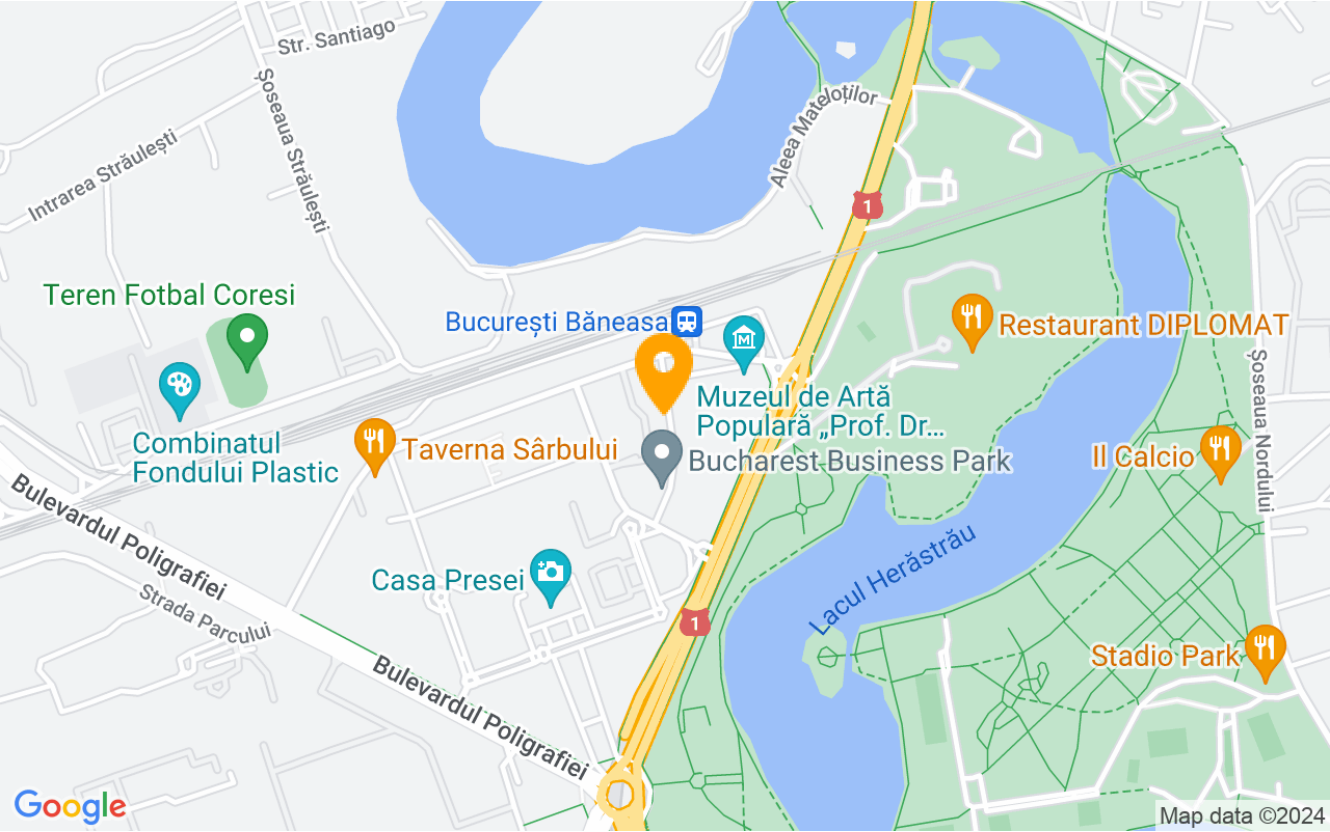 Str. Santiago
Șoseaua Străulești
Aleea Mateloților
Intrarea Străulești
1
Teren Fotbal Coresi
București Băneasa
Restaurant DIPLOMAT
Muzeul de Artă
Populară „Prof. Dr...
Combinatul
Fondului Plastic
Taverna Sârbului
Bucharest Business Park
Il Calcio
Șoseaua Nordului
Bulevardul Poligrafiei
Casa Presei
Lacul Herăstrău
Strada Parcului
1
Stadio Park
Bulevardul Poligrafiei
Google
Map data ©2024